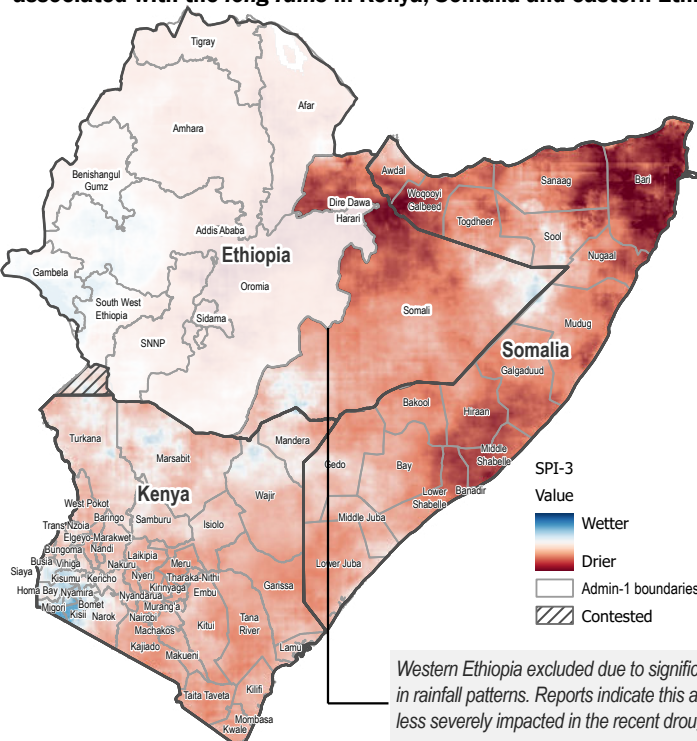 associated with the long rains in Kenya, Somalia and eastern Ethi
Tigray
Afar
Amhara
Benishangul
Gumz
Awdal
Woqooyi
Galbeed
Sanaag
Bari
Dire Dawa
Harari
Togdheer
Addis Ababa
Sool
Ethiopia
Nugaal
Gambela
Oromia
South West
Ethiopia
Sidama
Somali
SNNP
Mudug
Somalia
Galgaduud
Bakool
Hiraan
Turkana
Mandera
Marsabit
Middle
Shabelle
Gedo
Bay
Kenya
Wajir
Lower
Shabelle
Banadir
West Pokot
Baringo
Samburu
Isiolo
Middle Juba
Trans Nzoia
Elgeyo-Marakwet
Bungoma
Nandi
Laikipia
Busia
Vihiga
Nakuru
Meru
Lower Juba
Siaya
Kisumu
Kericho
Nyeri
Tharaka-Nithi
Kirinyaga
Embu
Garissa
Homa Bay
Nyamira
Nyandarua
Migori
Bomet
Kisii
Narok
Murang'a
Nairobi
Kitui
Tana
River
Machakos
Kajiado
Makueni
Lamu
Taita Taveta
Kilifi
Mombasa
Kwale
SPI-3
Value
Wetter
Drier
Admin-1 boundaries
Contested
Western Ethiopia excluded due to signific
in rainfall patterns. Reports indicate this a
less severely impacted in the recent drou